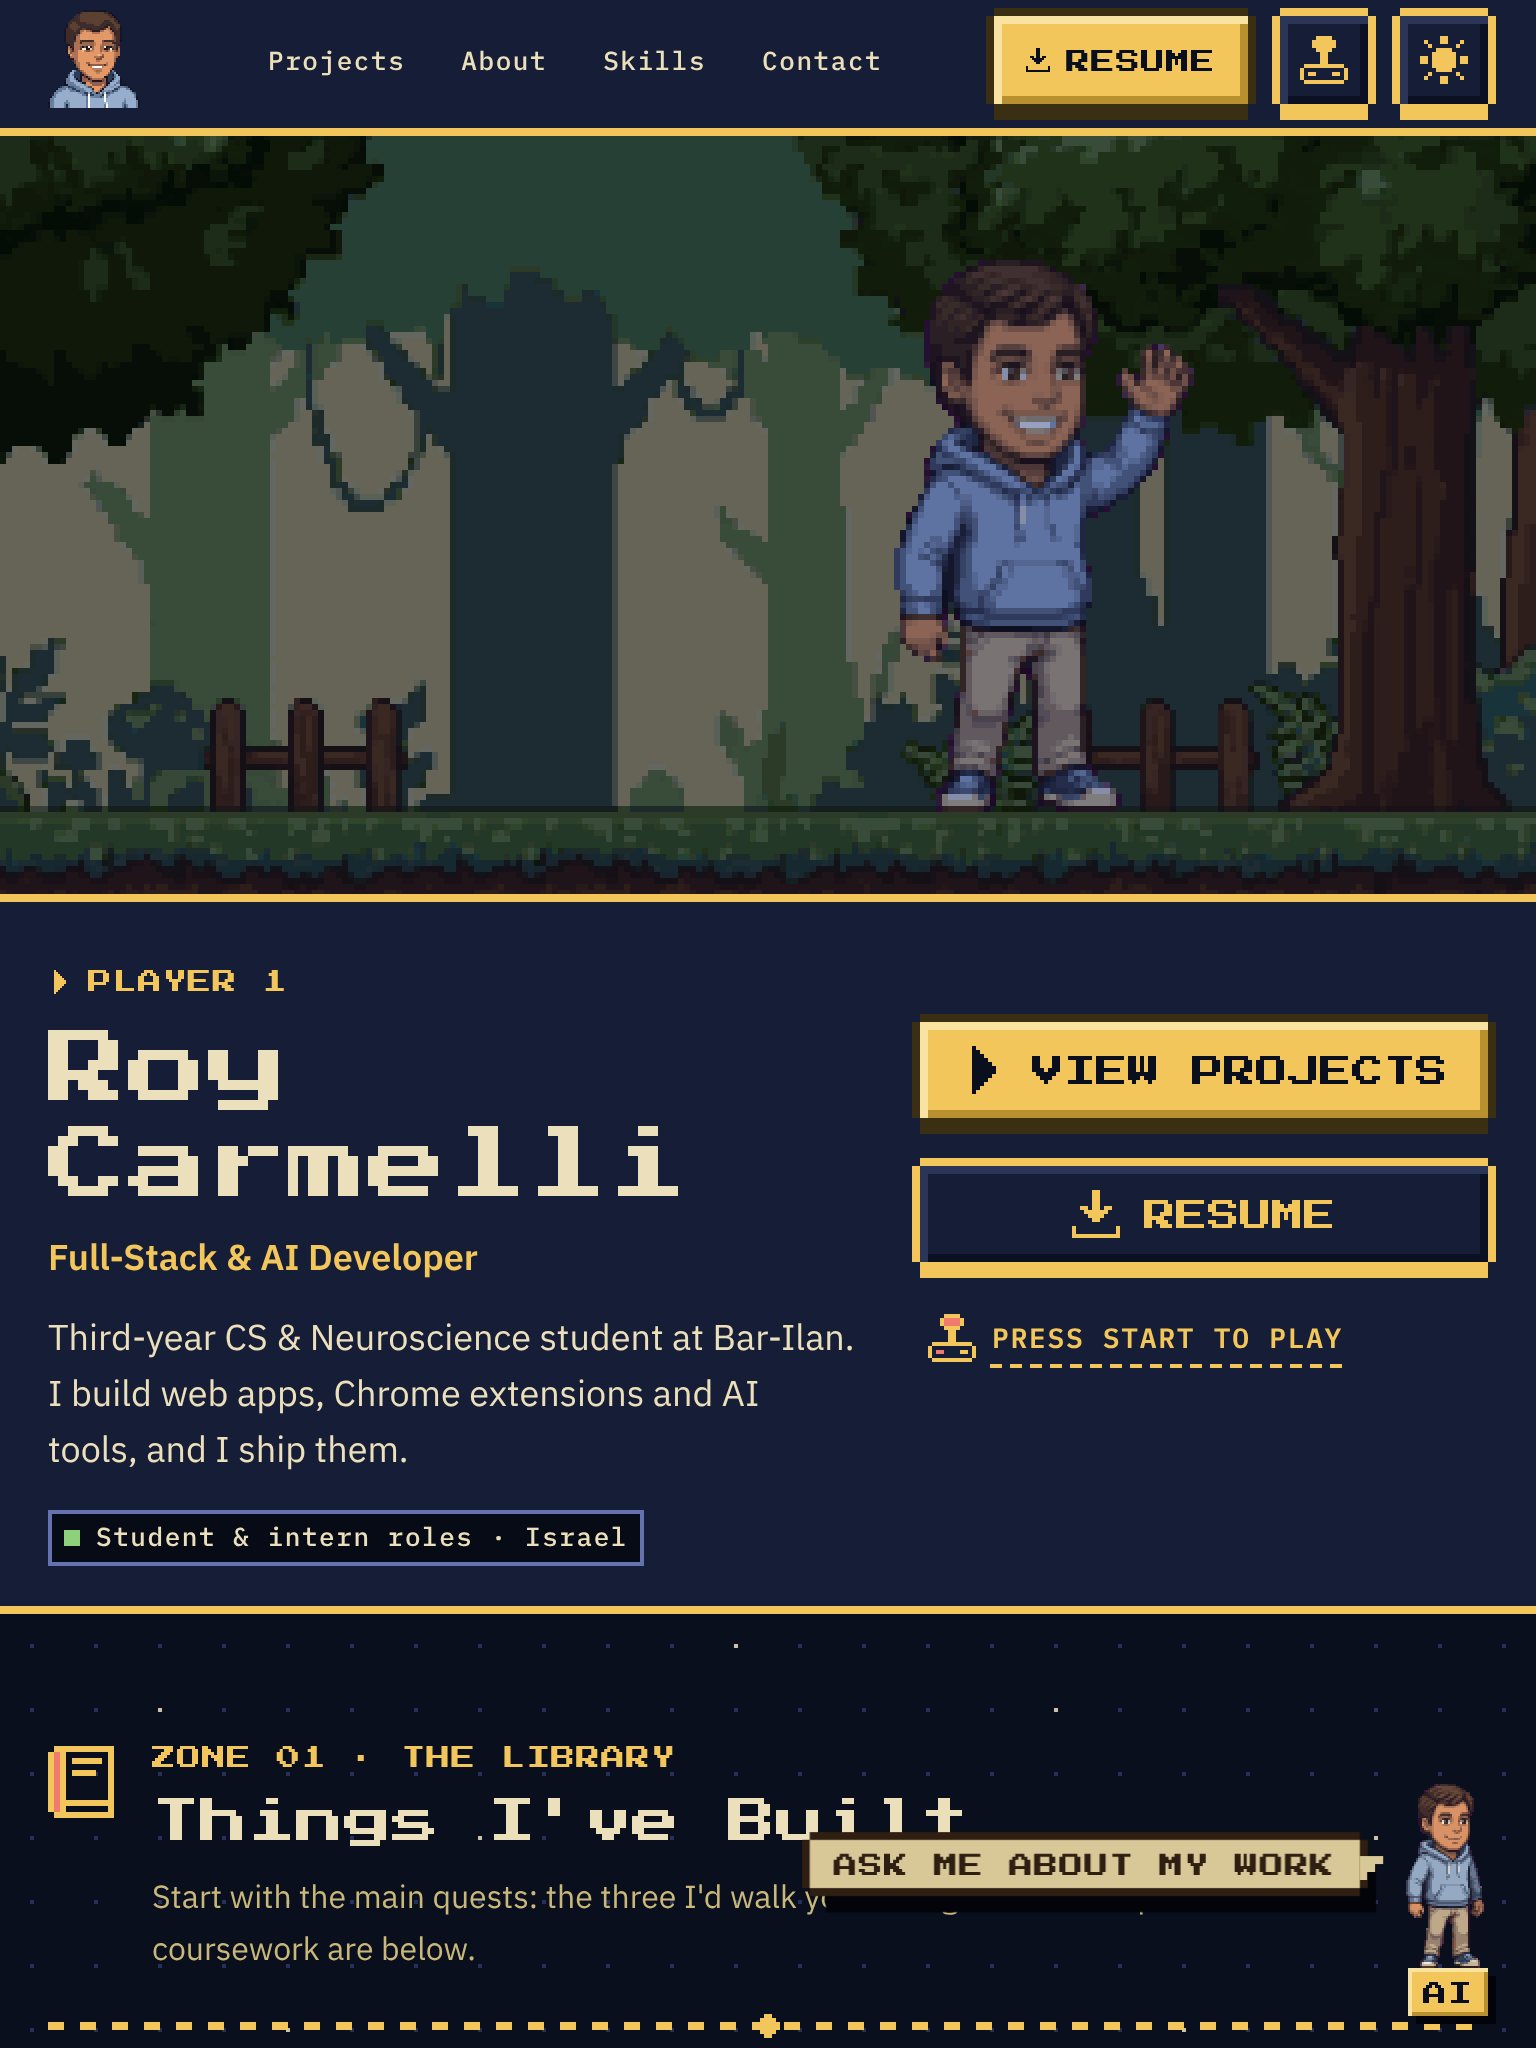 Projects About Skills Contact RESUME
PLAYER 1
Roy
Carmelli
Full-Stack & AI Developer
Third-year CS & Neuroscience student at Bar-Ilan.
I build web apps, Chrome extensions and AI
tools, and I ship them.
Student & intern roles · Israel
VIEW PROJECTS
RESUME
PRESS START TO PLAY
ZONE 01 · THE LIBRARY
Things I've Built
ASK ME ABOUT MY WORK
Start with the main quests: the three I'd walk
coursework are below.
AI